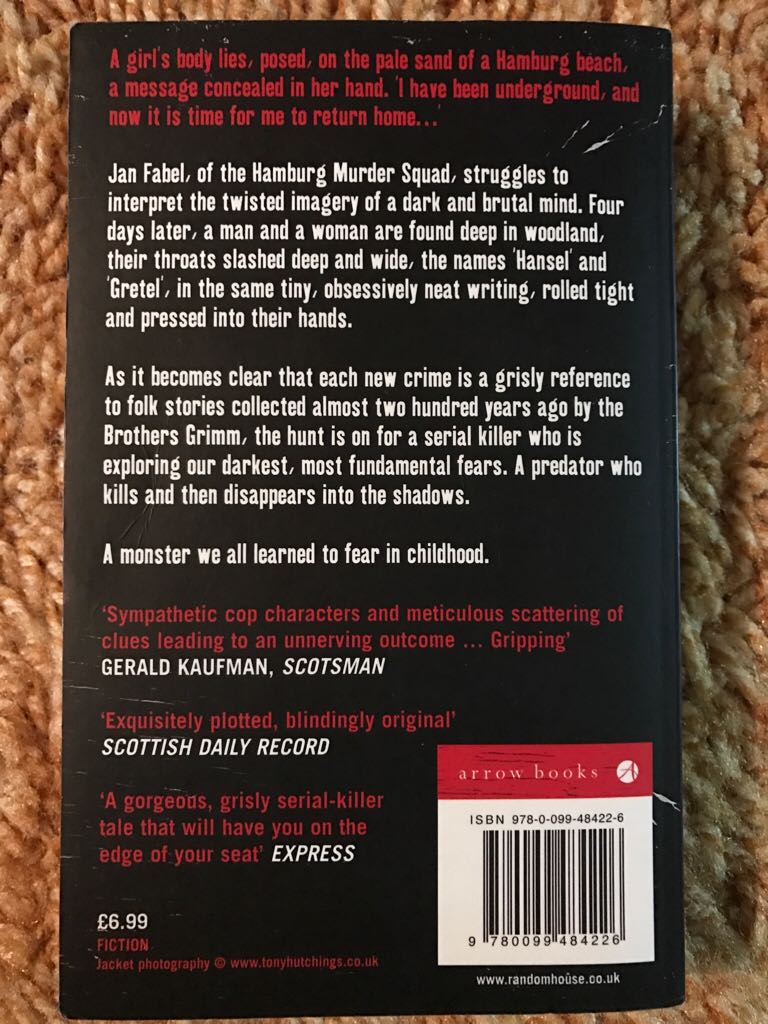 A girl's body lies, posed, on the pale sand of a Hamburg beach,
a message concealed in her hand. 'I have been underground, and
now it is time for me to return home...'
Jan Fabel, of the Hamburg Murder Squad, struggles to
interpret the twisted imagery of a dark and brutal mind. Four
days later, a man and a woman are found deep in woodland,
their throats slashed deep and wide, the names 'Hansel' and
'Gretel', in the same tiny, obsessively neat writing, rolled tight
and pressed into their hands.
As it becomes clear that each new crime is a grisly reference
to folk stories collected almost two hundred years ago by the
Brothers Grimm, the hunt is on for a serial killer who is
exploring our darkest, most fundamental fears. A predator who
kills and then disappears into the shadows.
A monster we all learned to fear in childhood.
'Sympathetic cop characters and meticulous scattering of
clues leading to an unnerving outcome ... Gripping'
GERALD KAUFMAN, SCOTSMAN
'Exquisitely plotted, blindingly original'
SCOTTISH DAILY RECORD
'A gorgeous, grisly serial-killer
tale that will have you on the
edge of your seat' EXPRESS
arrow books
ISBN 978-0-099-48422-6
9 780099 484226
£6.99
FICTION
Jacket photography © www.tonyhutchings.co.uk
www.randomhouse.co.uk